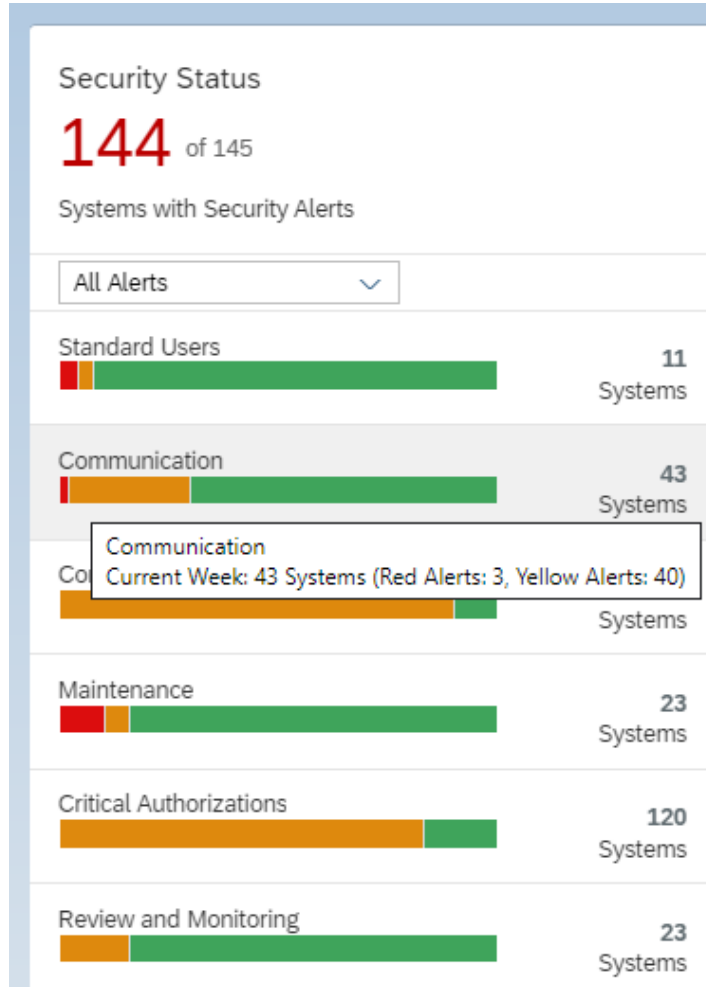 Security Status
144 of 145
Systems with Security Alerts
All Alerts
Standard Users
11
Systems
Communication
43
Systems
Communication
Current Week: 43 Systems (Red Alerts: 3, Yellow Alerts: 40)
Systems
Maintenance
23
Systems
Critical Authorizations
120
Systems
Review and Monitoring
23
Systems